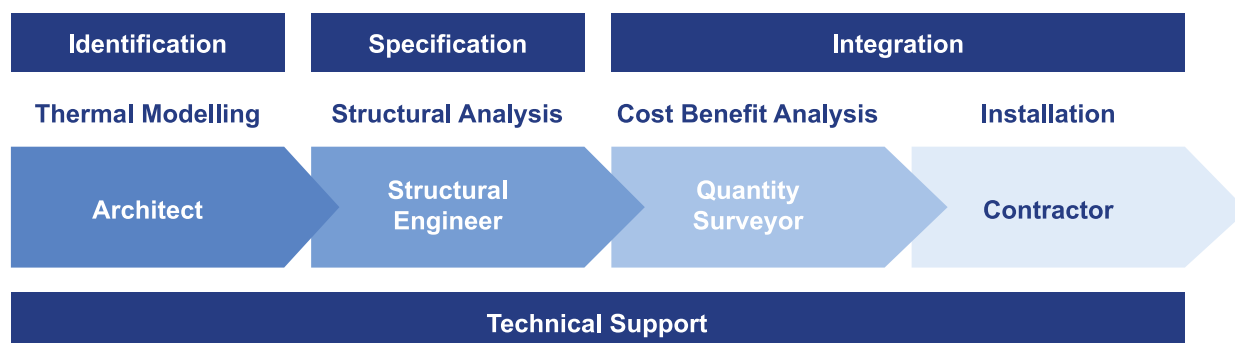 Identification
Specification
Integration
Thermal Modelling
Structural Analysis
Cost Benefit Analysis
Installation
Architect
Structural
Engineer
Quantity
Surveyor
Contractor
Technical Support